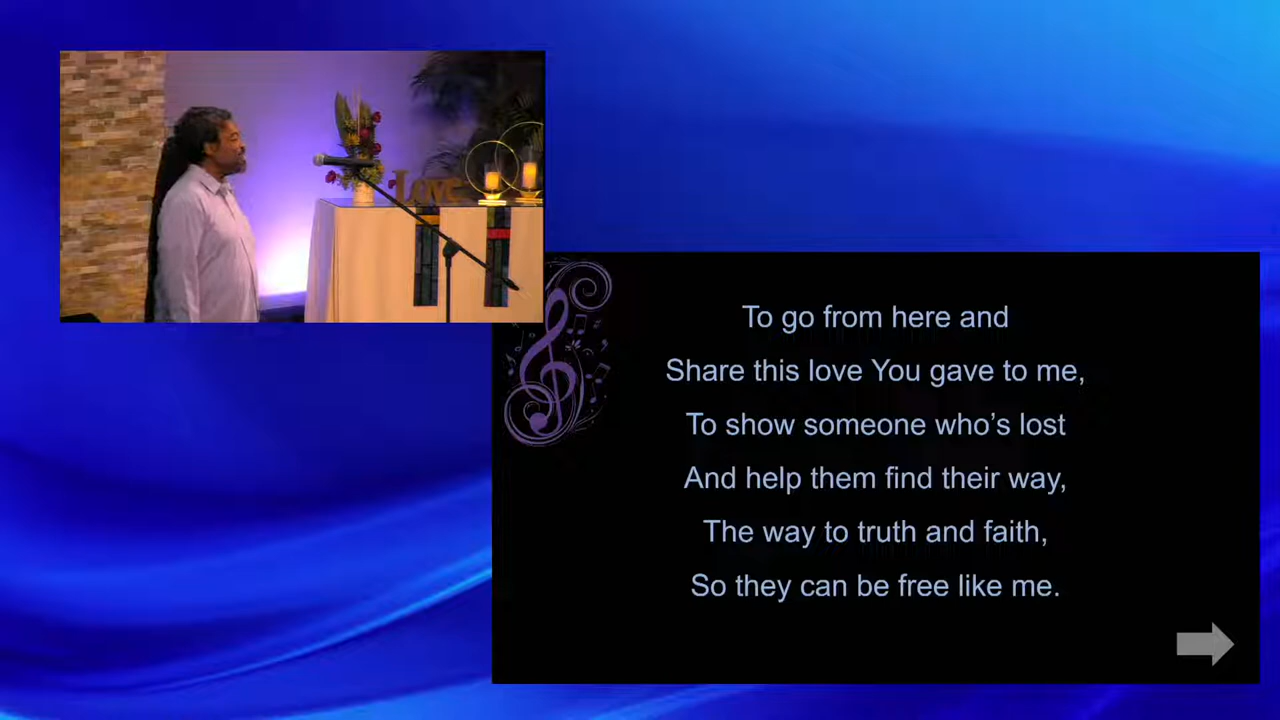 Love
To go from here and
Share this love You gave to me,
To show someone who’s lost
And help them find their way,
The way to truth and faith,
So they can be free like me.